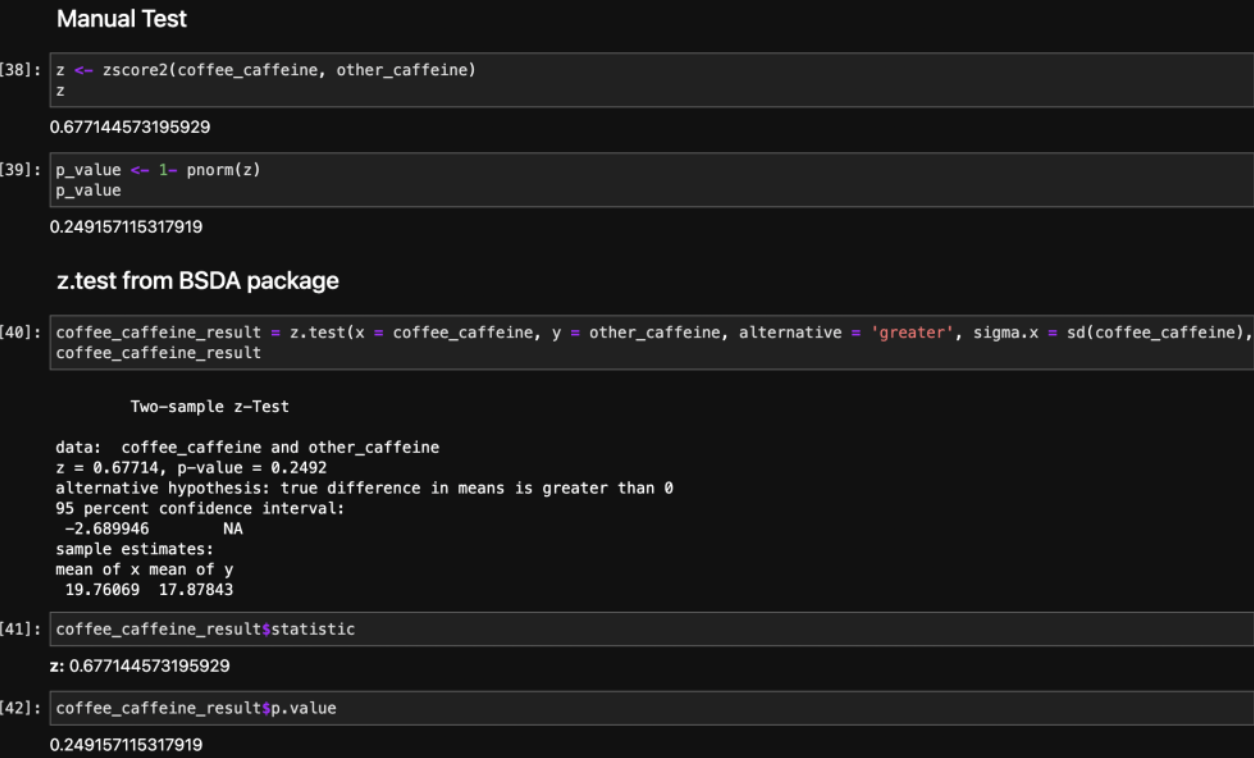 Manual Test
[38]: z <- zscore2(coffee_caffeine, other_caffeine)
z
0.677144573195929
[39]: p_value <- 1- pnorm(z)
p_value
0.249157115317919
z.test from BSDA package
[40]: coffee_caffeine_result = z.test(x = coffee_caffeine, y = other_caffeine, alternative = 'greater', sigma.x = sd(coffee_caffeine),
coffee_caffeine_result
Two-sample z-Test
data:  coffee_caffeine and other_caffeine
z = 0.67714, p-value = 0.2492
alternative hypothesis: true difference in means is greater than 0
95 percent confidence interval:
-2.689946        NA
sample estimates:
mean of x mean of y
19.76069  17.87843
[41]: coffee_caffeine_result$statistic
z: 0.677144573195929
[42]: coffee_caffeine_result$p.value
0.249157115317919